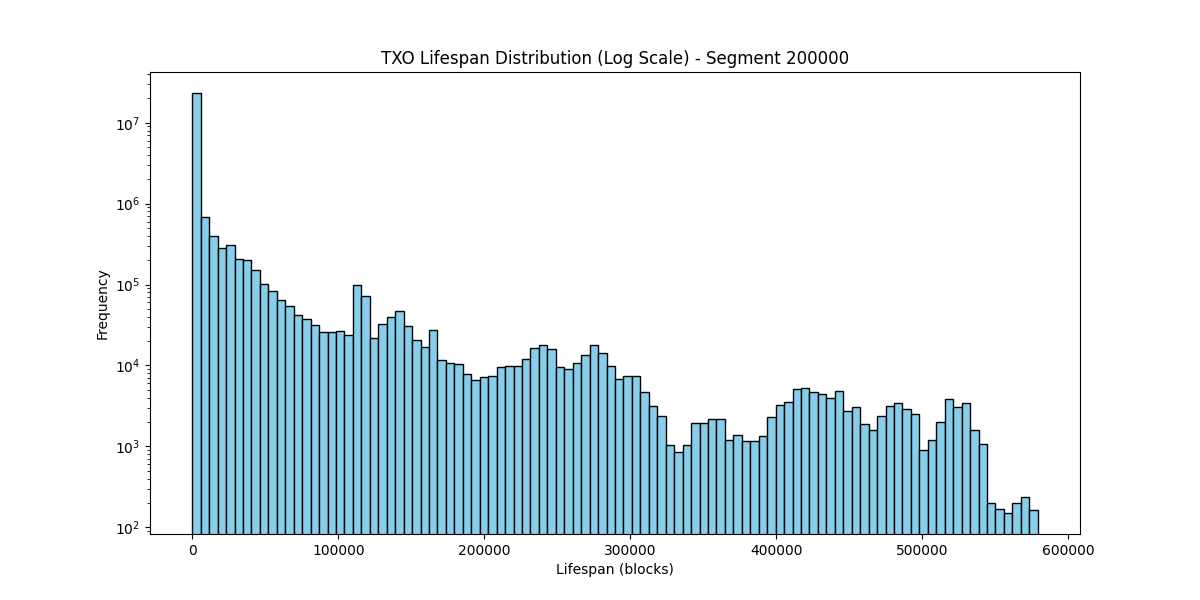 TXO Lifespan Distribution (Log Scale) - Segment 200000
Frequency
10⁷
10⁶
10⁵
10⁴
10³
10²
0 100000 200000 300000 400000 500000 600000
Lifespan (blocks)